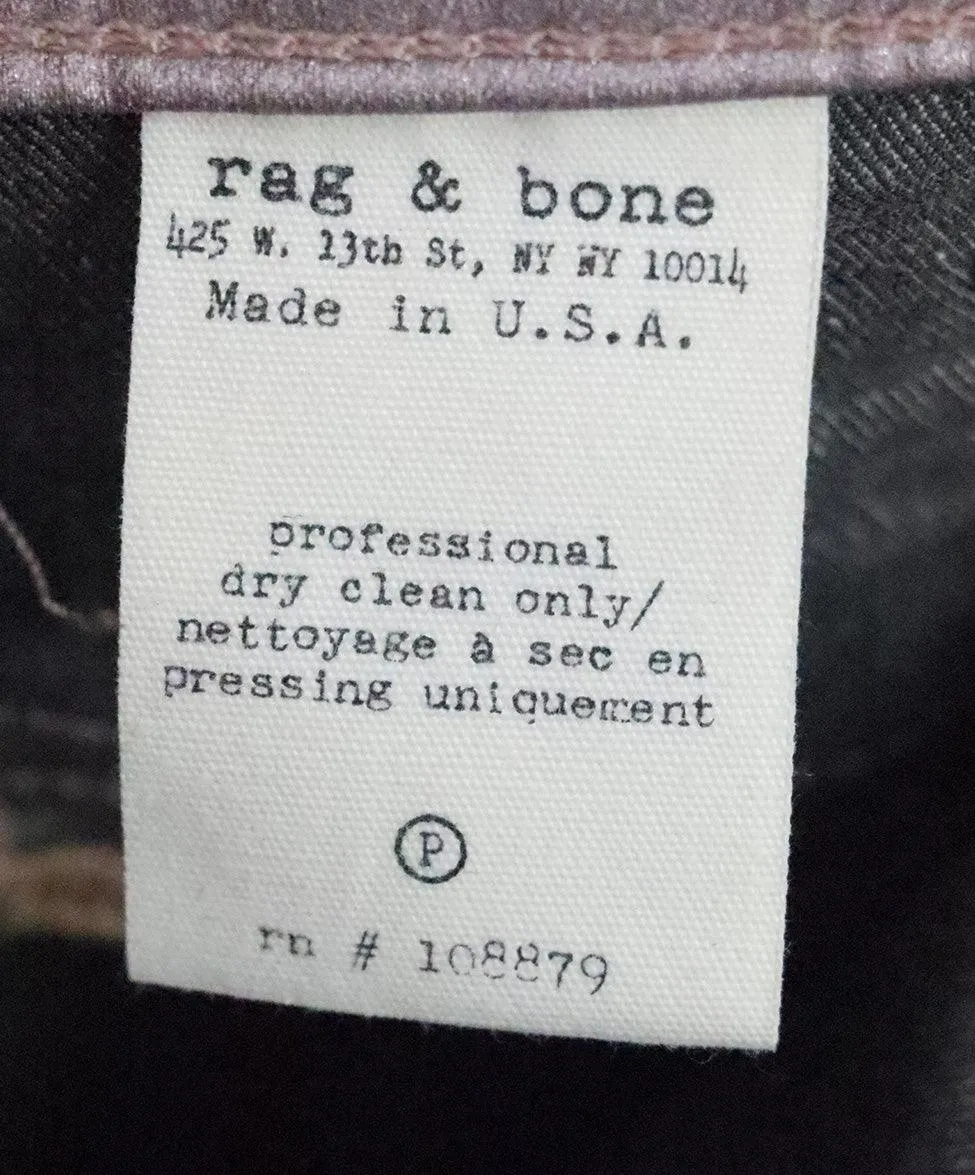 rag & bone
425 W. 13th St, NY NY 10014
Made in U.S.A.
professional
dry clean only/
nettoyage à sec en
pressing uniquement
P
rn # 108879